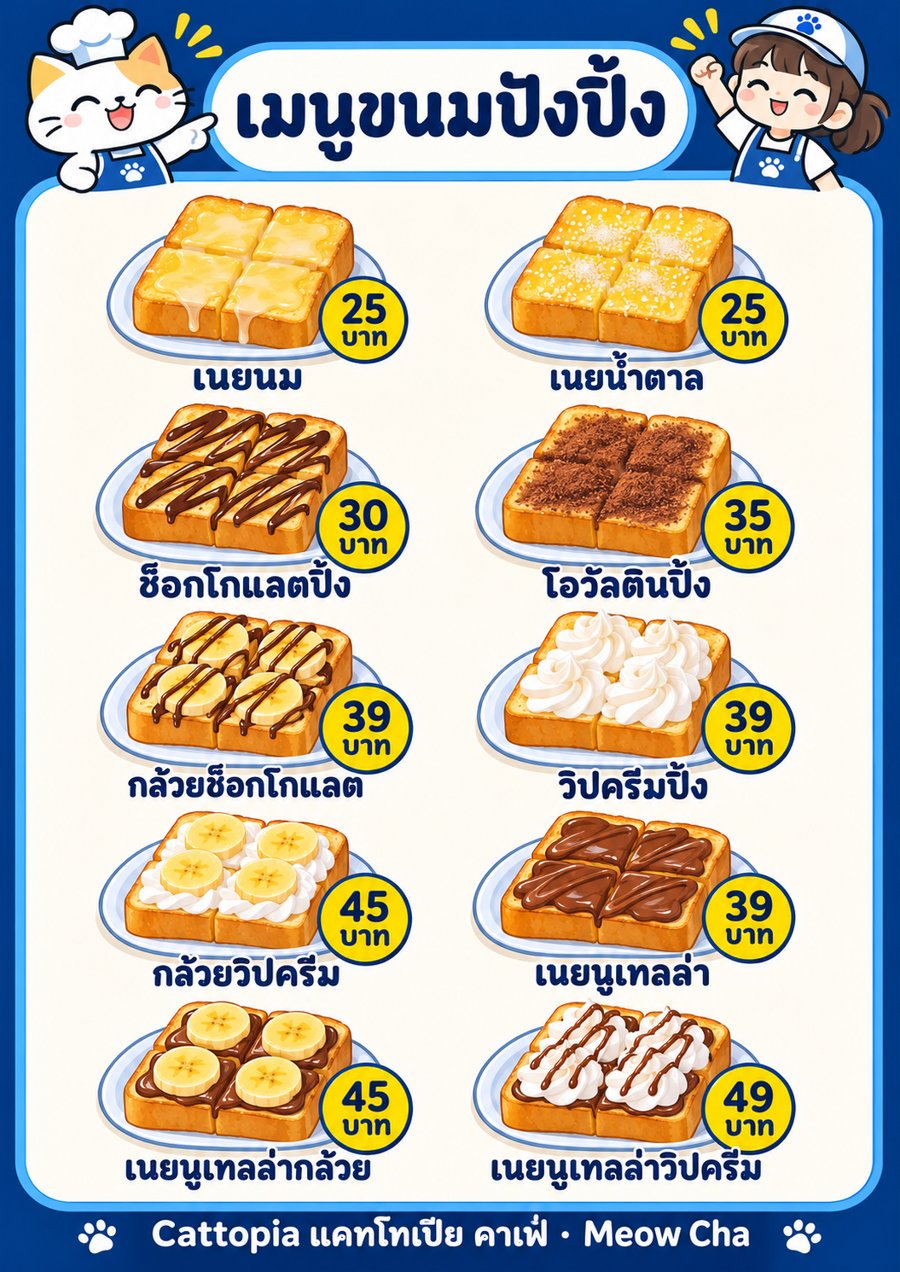 เมนูขนมปังปิ้ง
25
บาท
เนยนม
25
บาท
เนยน้ำตาล
30
บาท
ช็อกโกแลตปิ้ง
35
บาท
โอวัลตินปิ้ง
39
บาท
กล้วยช็อกโกแลต
39
บาท
วิปครีมปิ้ง
45
บาท
กล้วยวิปครีม
39
บาท
เนยนูเทลล่า
45
บาท
เนยนูเทลล่ากล้วย
49
บาท
เนยนูเทลล่าวิปครีม
Cattopia แคทโทเปีย คาเฟ่ · Meow Cha